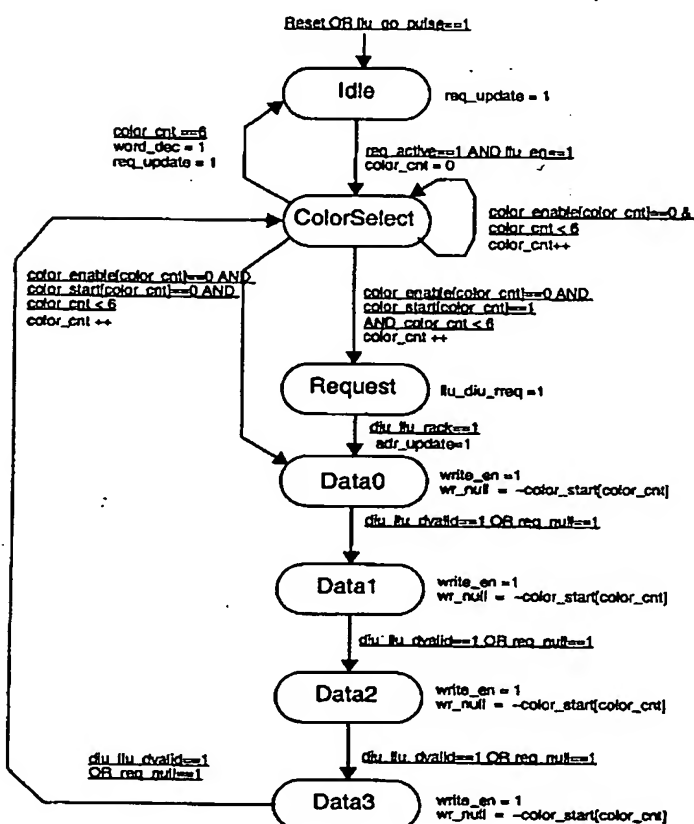 Reset OR llu_go_pulse==1
Idle
req_update = 1
color_cnt ==6
word_dec = 1
req_update = 1
req_active==1 AND llu_en==1
color_cnt = 0
ColorSelect
color_enable[color_cnt]==0 &
color_cnt < 6
color_cnt++
color_enable[color_cnt]==0 AND
color_start[color_cnt]==0 AND
color_cnt < 6
color_cnt ++
color_enable[color_cnt]==0 AND
color_start[color_cnt]==1
AND color_cnt < 6
color_cnt ++
Request
llu_diu_rreq =1
diu_llu_rack==1
adr_update=1
Data0
write_en =1
wr_null = ~color_start[color_cnt]
diu_llu_dvalid==1 OR req_null==1
Data1
write_en =1
wr_null = ~color_start[color_cnt]
diu_llu_dvalid==1 OR req_null==1
Data2
write_en = 1
wr_null = ~color_start[color_cnt]
diu_llu_dvalid==1 OR req_null==1
diu_llu_dvalid==1
OR req_null==1
Data3
write_en = 1
wr_null = ~color_start[color_cnt]